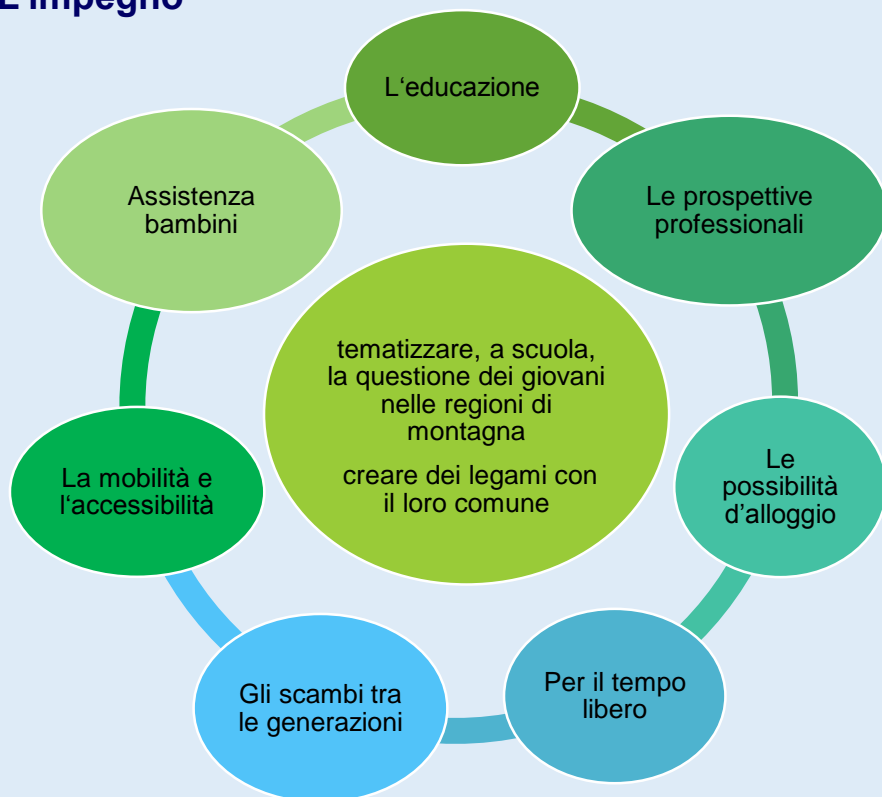 L'impegno
L‘educazione
Le prospettive
professionali
Le
possibilità
d’alloggio
Per il tempo
libero
Gli scambi tra
le generazioni
La mobilità e
l‘accessibilità
Assistenza
bambini
tematizzare, a scuola,
la questione dei giovani
nelle regioni di
montagna
creare dei legami con
il loro comune